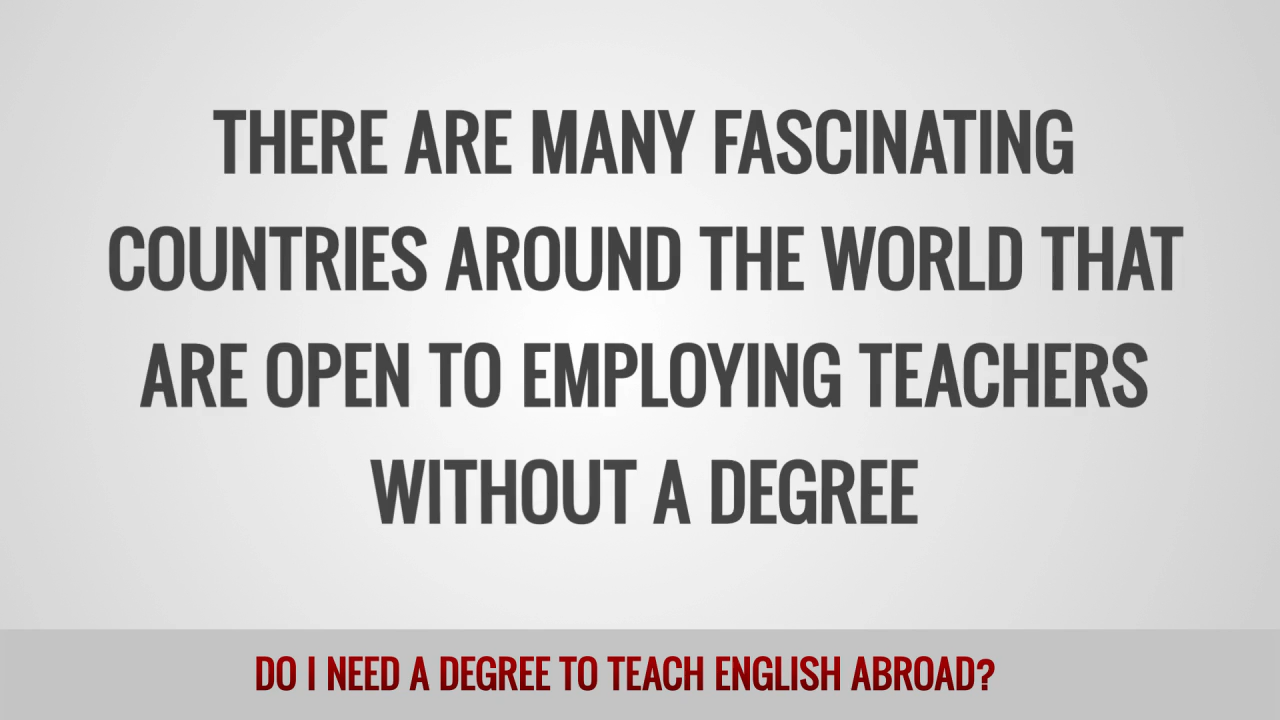 THERE ARE MANY FASCINATING
COUNTRIES AROUND THE WORLD THAT
ARE OPEN TO EMPLOYING TEACHERS
WITHOUT A DEGREE
DO I NEED A DEGREE TO TEACH ENGLISH ABROAD?